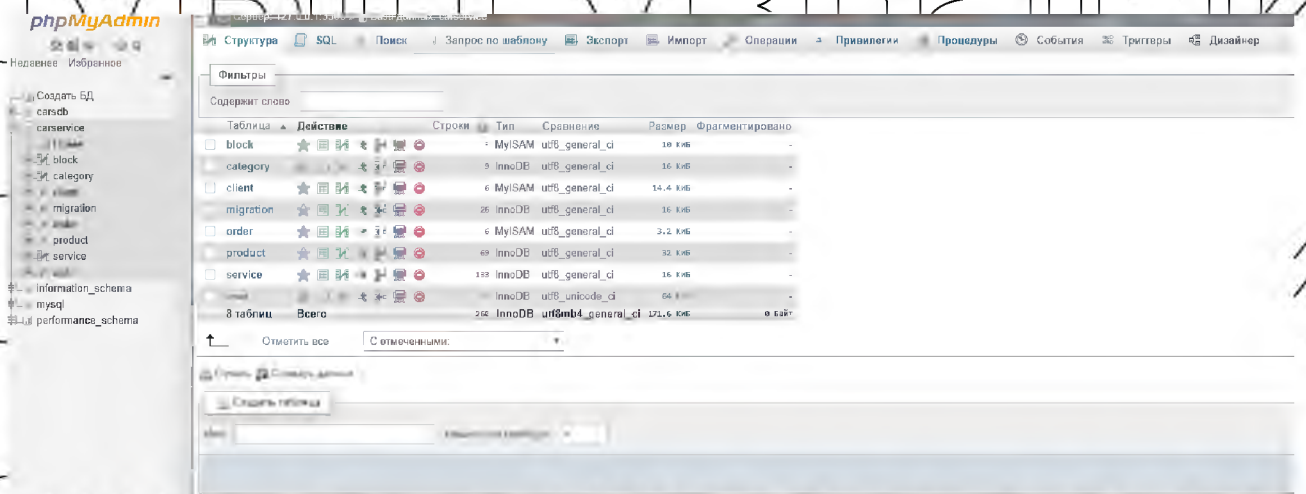 phpMyAdmin
Недавнее Избранное
Создать БД
carsdb
carservice
block
category
client
migration
order
product
service
information_schema
mysql
performance_schema
Структура SQL Поиск Запрос по шаблону Экспорт Импорт Операции Привилегии Процедуры События Триггеры Дизайнер
Фильтры
Содержит слово
Таблица Действие Строки Тип Сравнение Размер Фрагментировано
block MyISAM utf8_general_ci 10 КиБ -
category 9 InnoDB utf8_general_ci 16 КиБ -
client 6 MyISAM utf8_general_ci 14.4 КиБ -
migration 26 InnoDB utf8_general_ci 16 КиБ -
order 6 MyISAM utf8_general_ci 3.2 КиБ -
product 69 InnoDB utf8_general_ci 32 КиБ -
service 133 InnoDB utf8_general_ci 16 КиБ -
InnoDB utf8_unicode_ci 64 -
8 таблиц Всего 260 InnoDB utf8mb4_general_ci 171.6 КиБ 0 Байт
Отметить все С отмеченными:
Создать таблицу